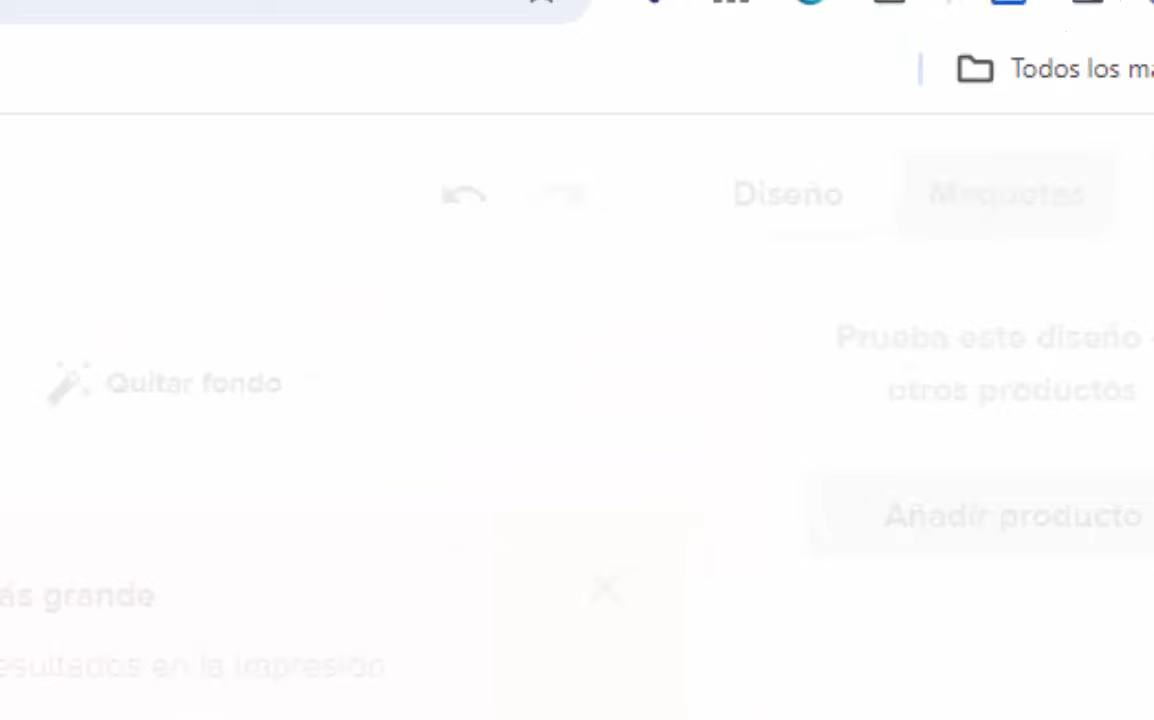 Todos los ma
Diseño Maquetas
Prueba este diseño
otros productos
Quitar fondo
Añadir producto
ás grande
esultados en la impresión